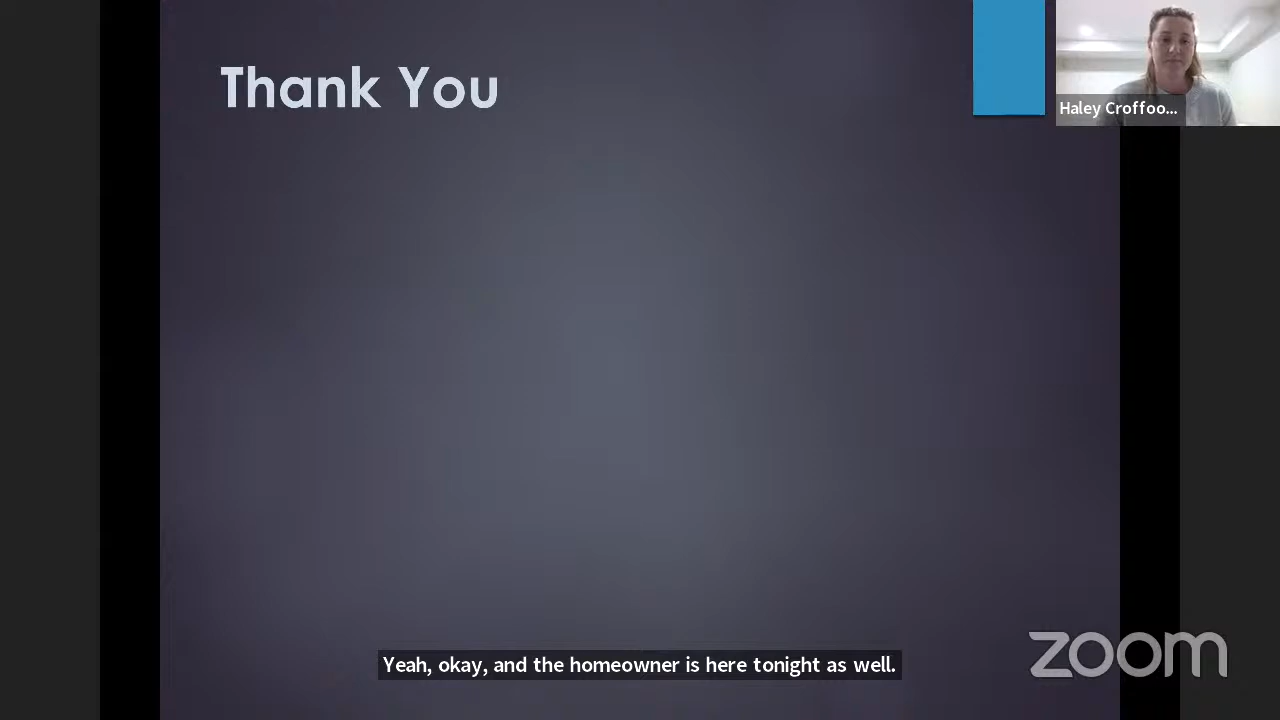 Thank You
Haley Croffoo...
Yeah, okay, and the homeowner is here tonight as well.
zoom